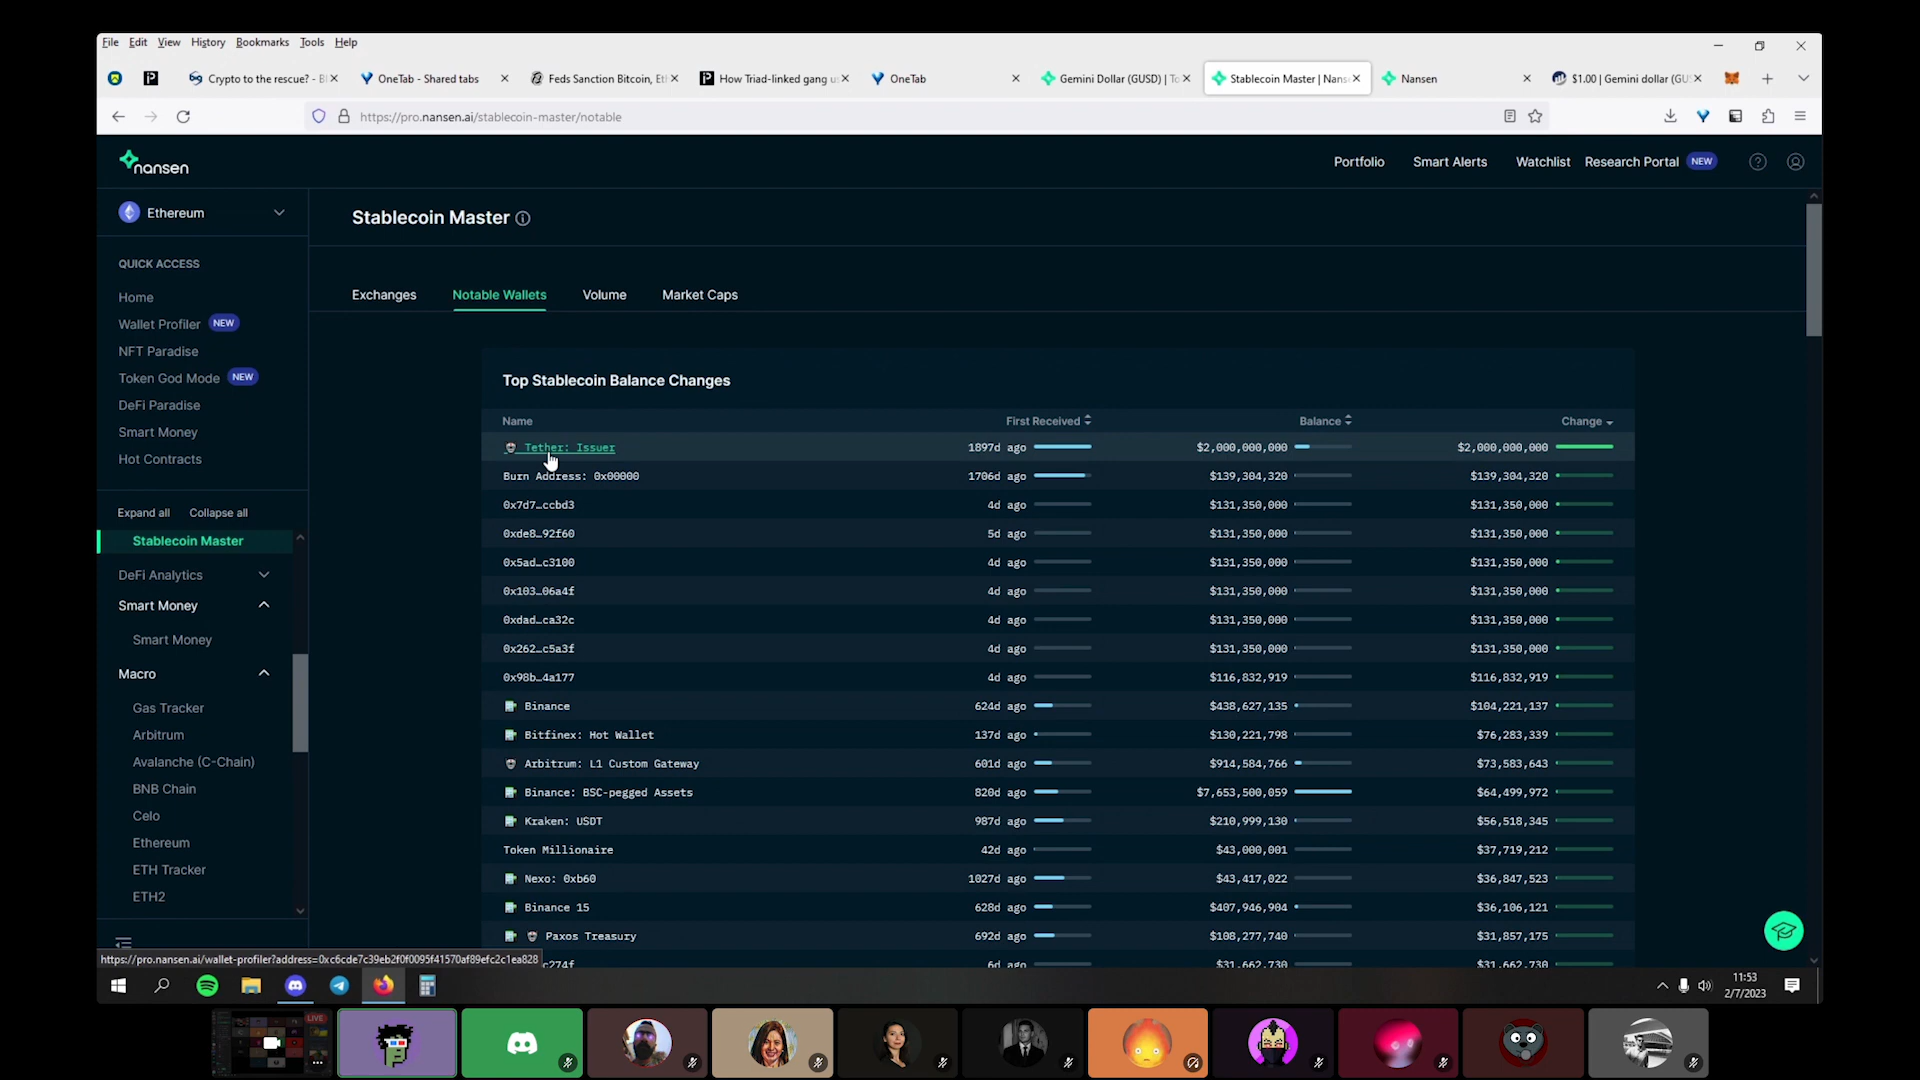 File Edit View History Bookmarks Tools Help
Crypto to the rescue? - Bl
OneTab - Shared tabs
Feds Sanction Bitcoin, Et
How Triad-linked gang us
OneTab
Gemini Dollar (GUSD) | To
Stablecoin Master | Nans
Nansen
$1.00 | Gemini dollar (GU
https://pro.nansen.ai/stablecoin-master/notable
nansen
Portfolio Smart Alerts Watchlist Research Portal NEW
Ethereum
Stablecoin Master
QUICK ACCESS
Home
Wallet Profiler NEW
NFT Paradise
Token God Mode NEW
DeFi Paradise
Smart Money
Hot Contracts
Expand all Collapse all
Stablecoin Master
DeFi Analytics
Smart Money
Smart Money
Macro
Gas Tracker
Arbitrum
Avalanche (C-Chain)
BNB Chain
Celo
Ethereum
ETH Tracker
ETH2
Exchanges Notable Wallets Volume Market Caps
Top Stablecoin Balance Changes
Name First Received Balance Change
Tether: Issuer 1897d ago $2,000,000,000 $2,000,000,000
Burn Address: 0x00000 1706d ago $139,304,320 $139,304,320
0x7d7…ccbd3 4d ago $131,350,000 $131,350,000
0xde8…92f60 5d ago $131,350,000 $131,350,000
0x5ad…c3100 4d ago $131,350,000 $131,350,000
0x103…06a4f 4d ago $131,350,000 $131,350,000
0xdad…ca32c 4d ago $131,350,000 $131,350,000
0x262…c5a3f 4d ago $131,350,000 $131,350,000
0x98b…4a177 4d ago $116,832,919 $116,832,919
Binance 624d ago $438,627,135 $104,221,137
Bitfinex: Hot Wallet 137d ago $130,221,798 $76,283,339
Arbitrum: L1 Custom Gateway 601d ago $914,584,766 $73,583,643
Binance: BSC-pegged Assets 820d ago $7,653,500,059 $64,499,972
Kraken: USDT 987d ago $210,999,130 $56,518,345
Token Millionaire 42d ago $43,000,001 $37,719,212
Nexo: 0xb60 1027d ago $43,417,022 $36,847,523
Binance 15 628d ago $407,946,904 $36,106,121
Paxos Treasury 692d ago $108,277,740 $31,857,175
c274f 6d ago $31,662,730 $31,662,730
https://pro.nansen.ai/wallet-profiler?address=0xc6cde7c39eb2f0f0095f41570af89efc2c1ea828
11:53
2/7/2023
LIVE